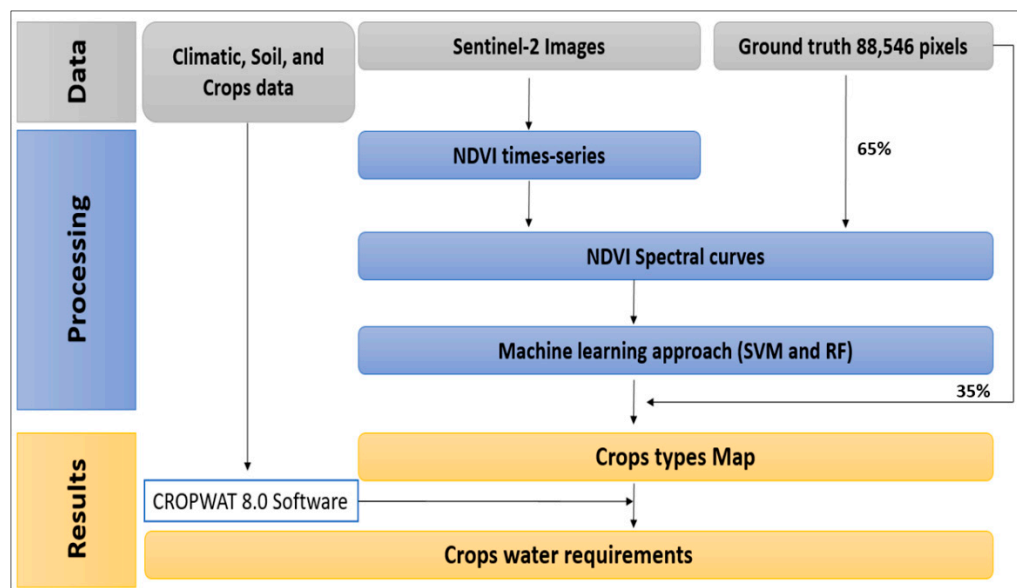 Data
Climatic, Soil, and
Crops data
Sentinel-2 Images
Ground truth 88,546 pixels
Processing
NDVI times-series
65%
NDVI Spectral curves
Machine learning approach (SVM and RF)
35%
Results
Crops types Map
CROPWAT 8.0 Software
Crops water requirements